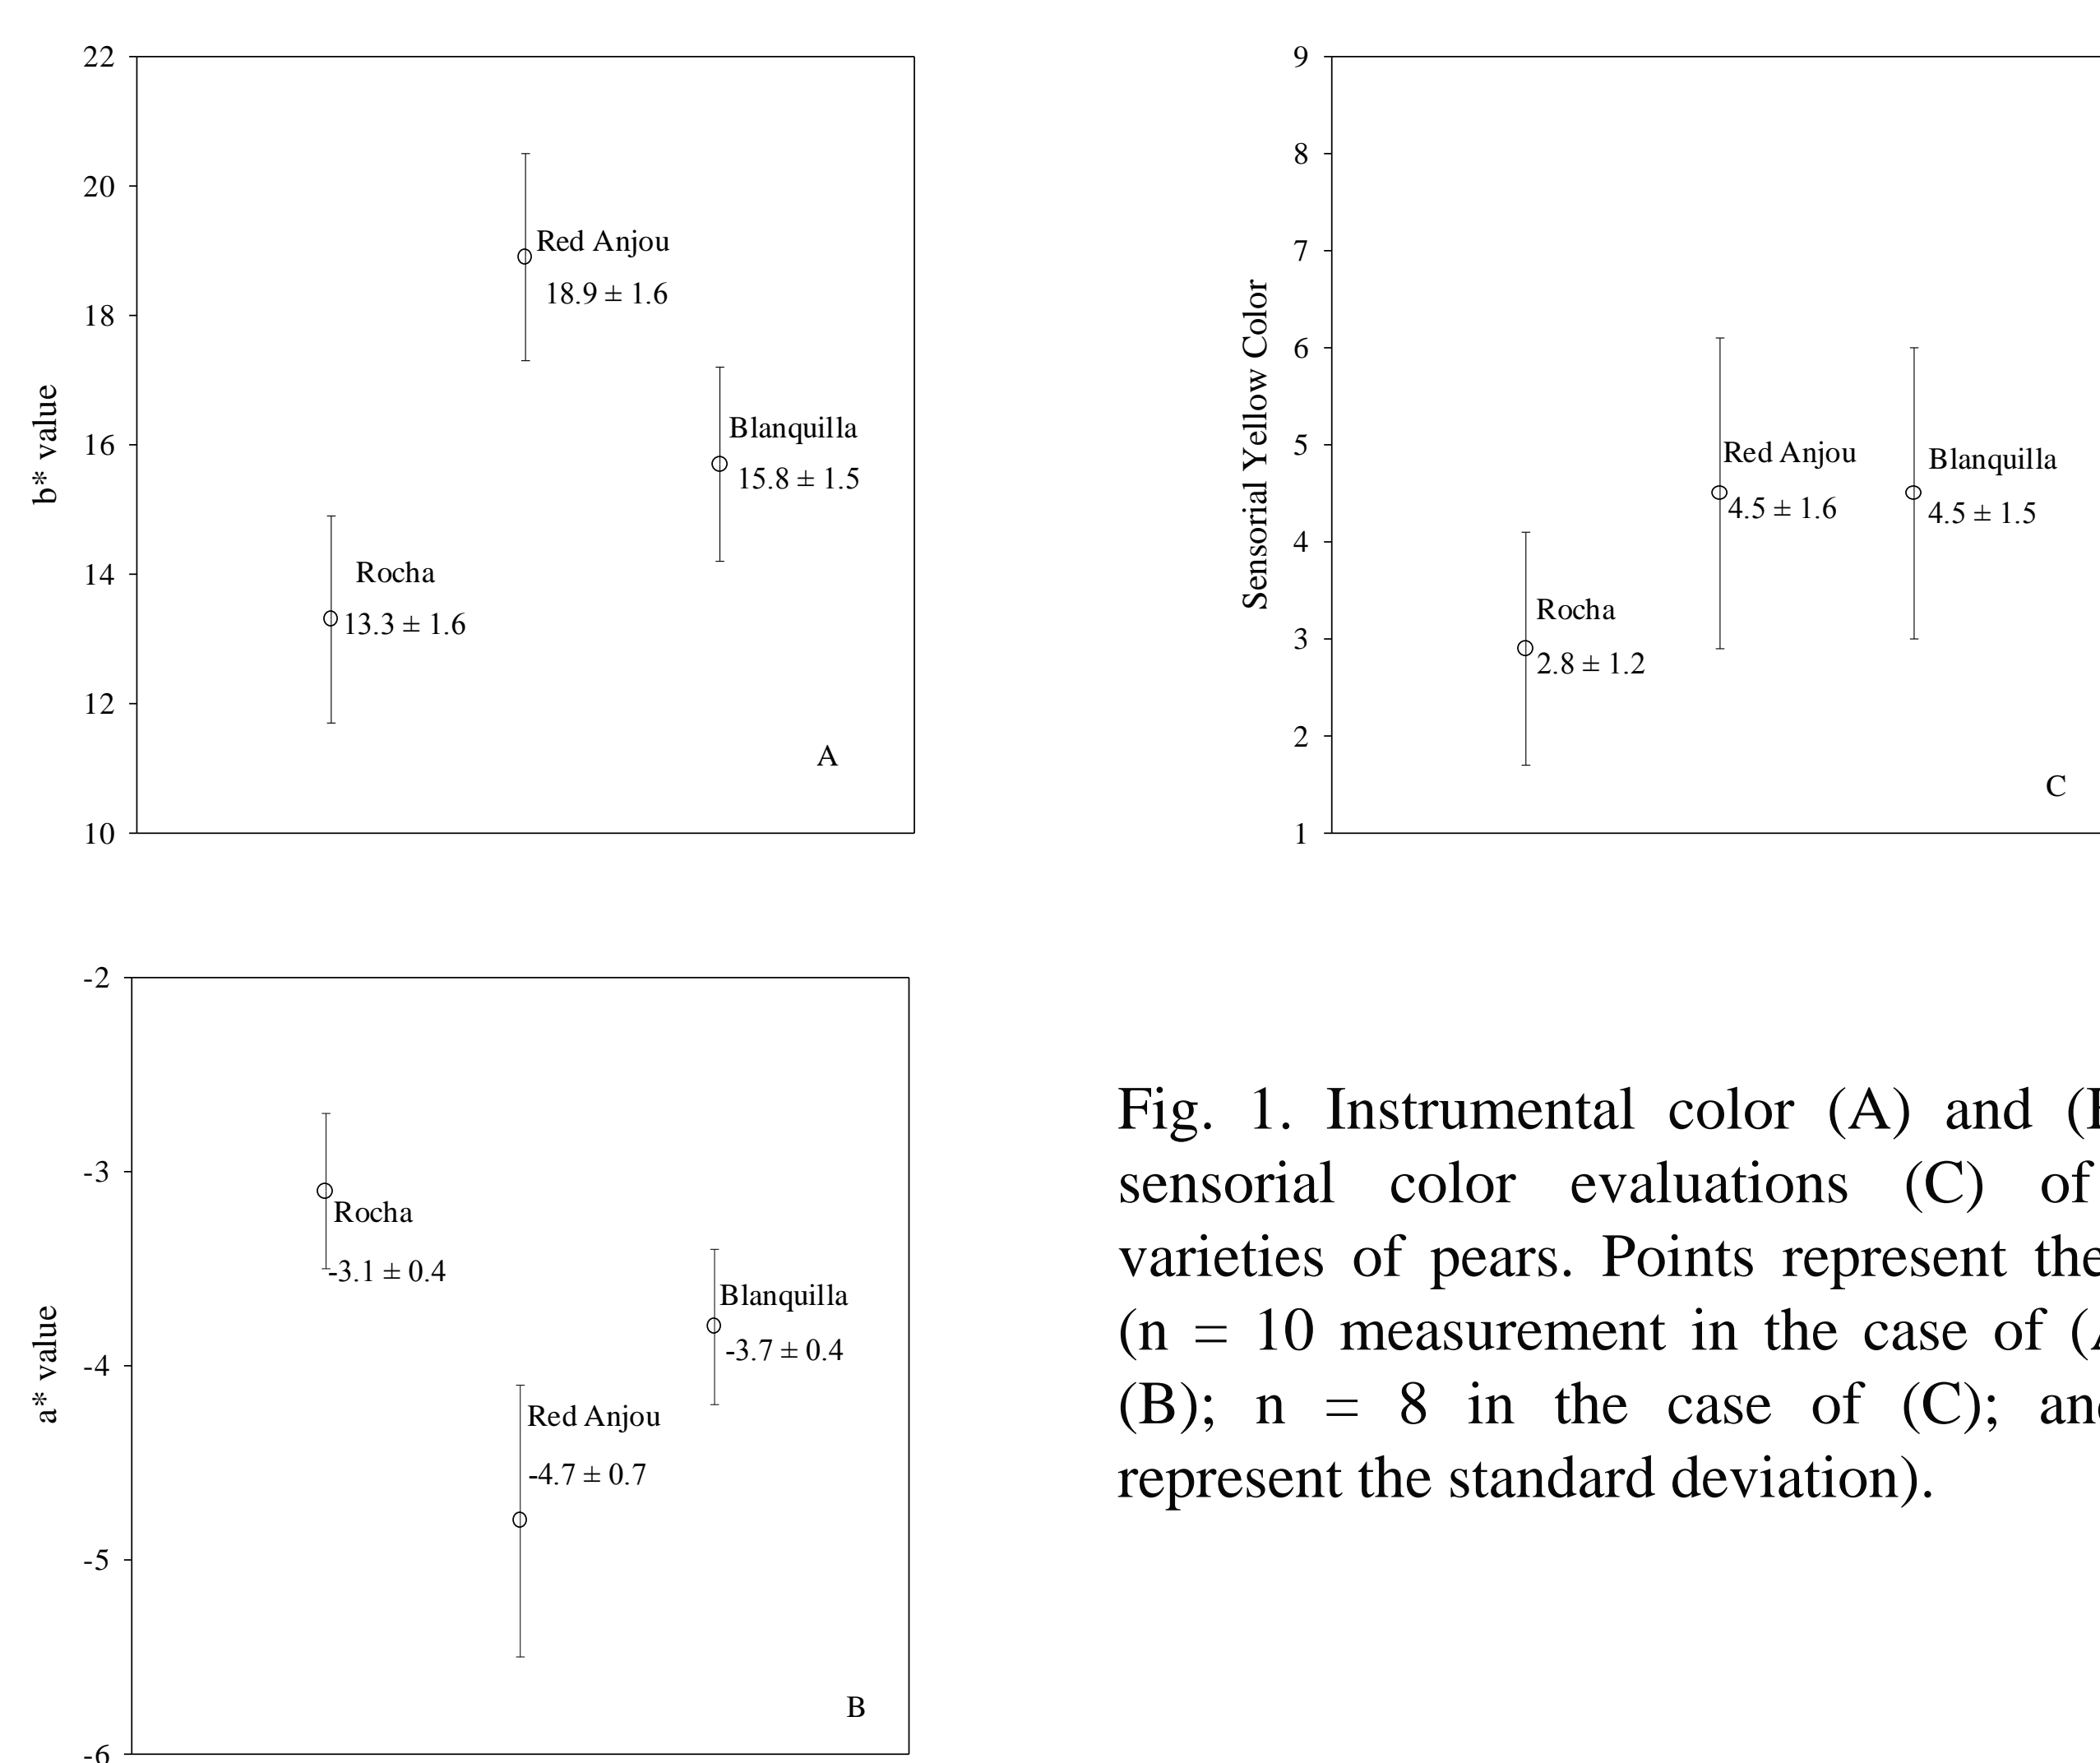 22
20
18
16
14
12
10
b* value
Red Anjou
18.9 ± 1.6
Blanquilla
15.8 ± 1.5
Rocha
13.3 ± 1.6
A
9
8
7
6
5
4
3
2
1
Sensorial Yellow Color
Red Anjou
4.5 ± 1.6
Blanquilla
4.5 ± 1.5
Rocha
2.8 ± 1.2
C
-2
-3
-4
-5
-6
a* value
Rocha
-3.1 ± 0.4
Blanquilla
-3.7 ± 0.4
Red Anjou
-4.7 ± 0.7
B
Fig. 1. Instrumental color (A) and
sensorial color evaluations (C) of
varieties of pears. Points represent the
(n = 10 measurement in the case of
(B); n = 8 in the case of (C);
represent the standard deviation).